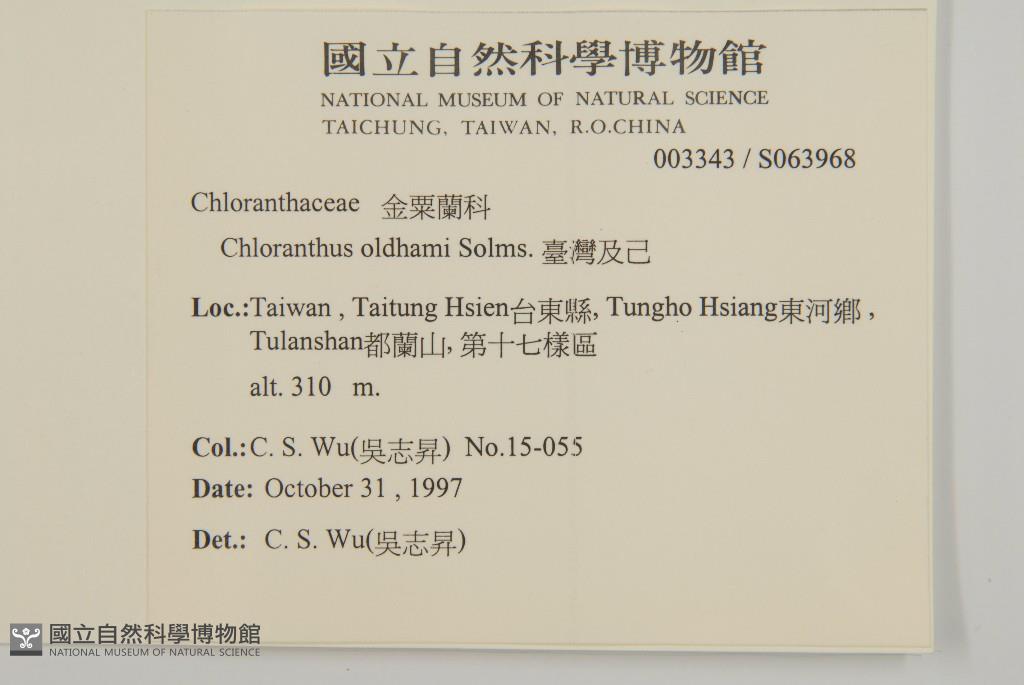 國立自然科學博物館
NATIONAL MUSEUM OF NATURAL SCIENCE
TAICHUNG, TAIWAN, R.O.CHINA
003343 / S063968
Chloranthaceae 金粟蘭科
Chloranthus oldhami Solms. 臺灣及己
Loc.:Taiwan , Taitung Hsien台東縣, Tungho Hsiang東河鄉 ,
Tulanshan都蘭山, 第十七樣區
alt. 310 m.
Col.:C. S. Wu(吳志昇) No.15-055
Date: October 31 , 1997
Det.: C. S. Wu(吳志昇)
國立自然科學博物館
NATIONAL MUSEUM OF NATURAL SCIENCE